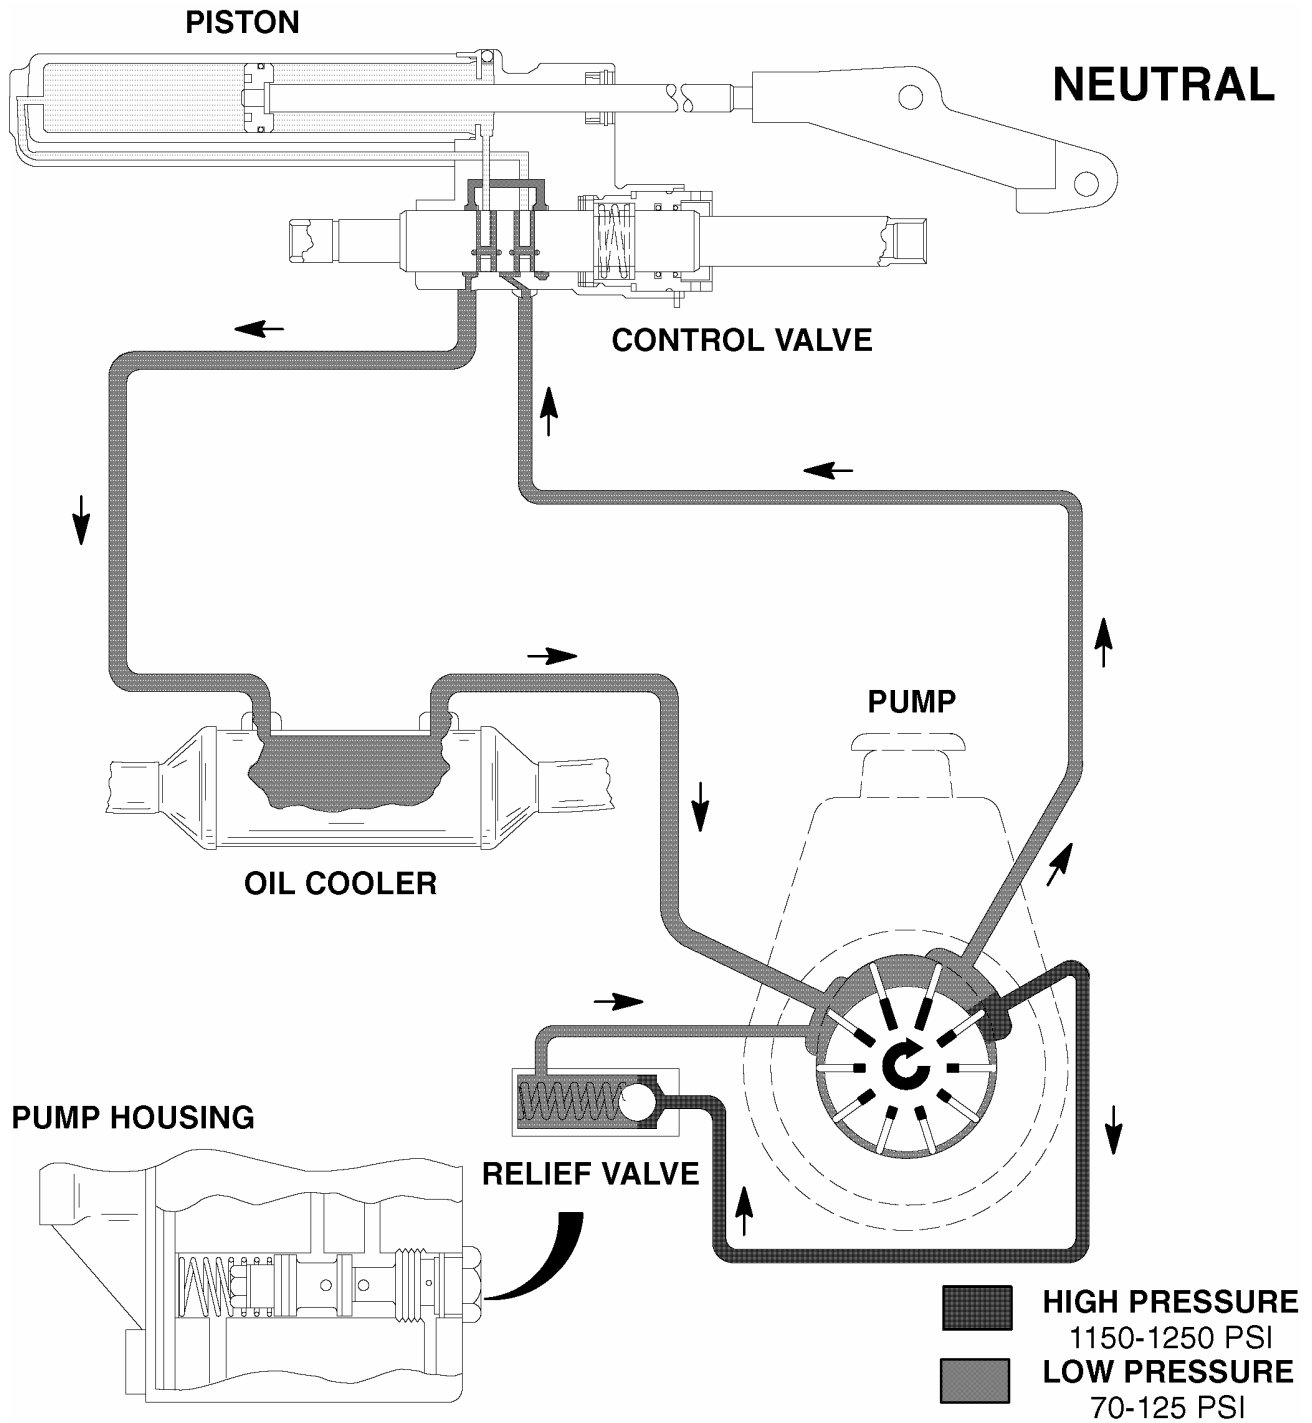 PISTON
NEUTRAL
CONTROL VALVE
PUMP
OIL COOLER
PUMP HOUSING
RELIEF VALVE
HIGH PRESSURE
1150-1250 PSI
LOW PRESSURE
70-125 PSI